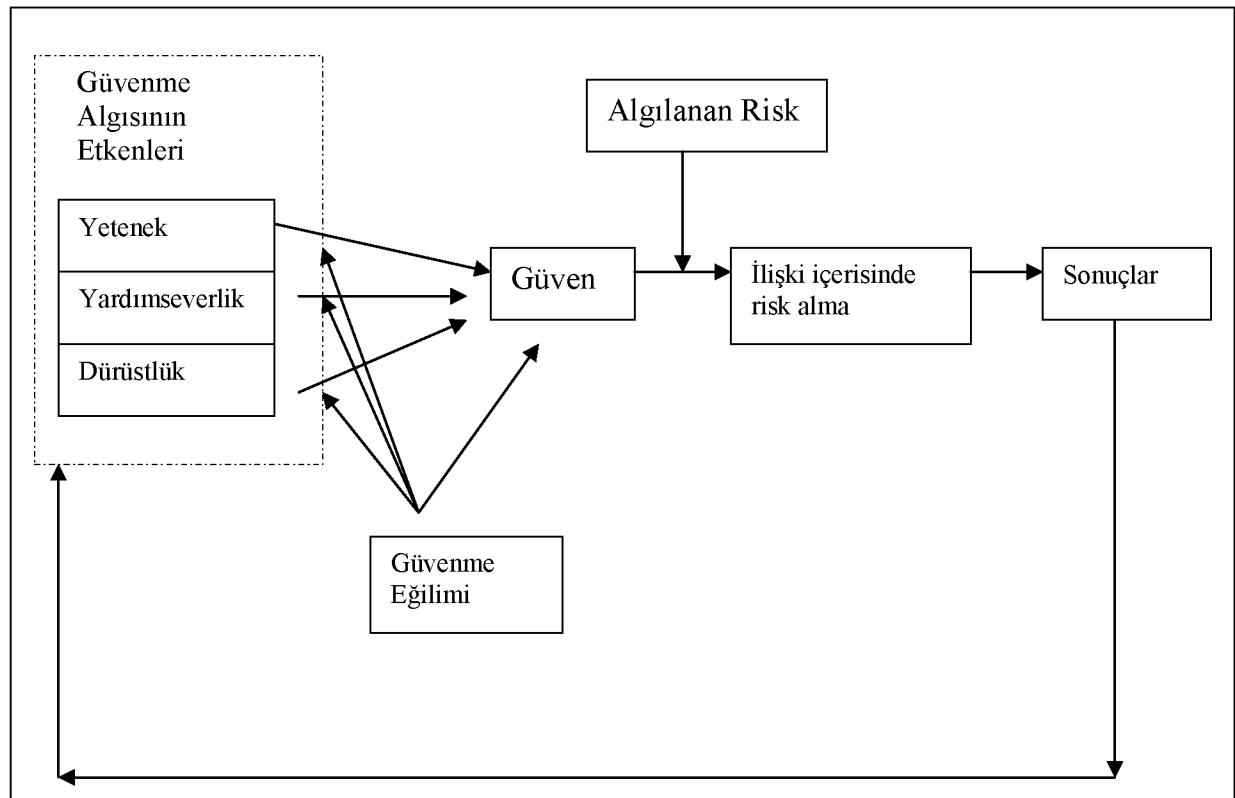 Güvenme
Algısının
Etkenleri
Algılanan Risk
Yetenek
Yardımseverlik
Dürüstlük
Güven
İlişki içerisinde
risk alma
Sonuçlar
Güvenme
Eğilimi